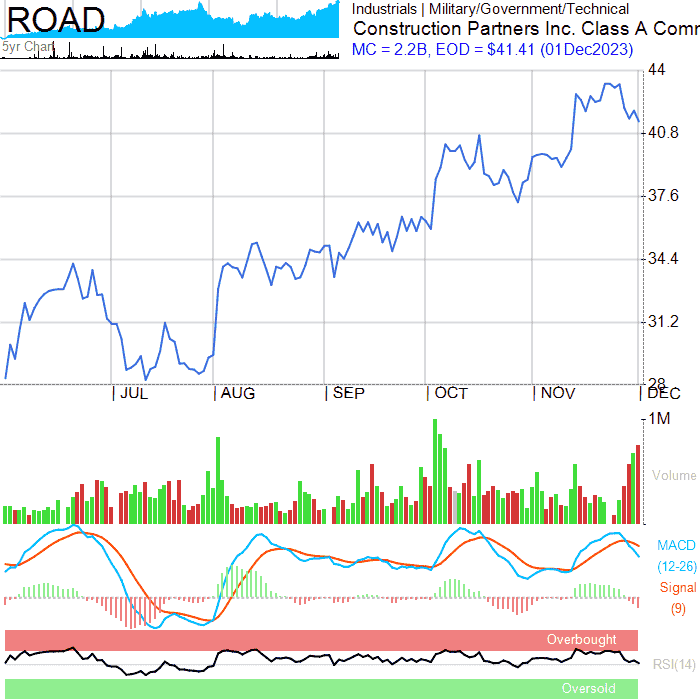 ROAD
5yr Chart
Industrials | Military/Government/Technical
Construction Partners Inc. Class A Comm
MC = 2.2B, EOD = $41.41 (01Dec2023)
44
40.8
37.6
34.4
31.2
28
JUL
AUG
SEP
OCT
NOV
DEC
1M
Volume
MACD
(12-26)
Signal
(9)
Overbought
RSI(14)
Oversold